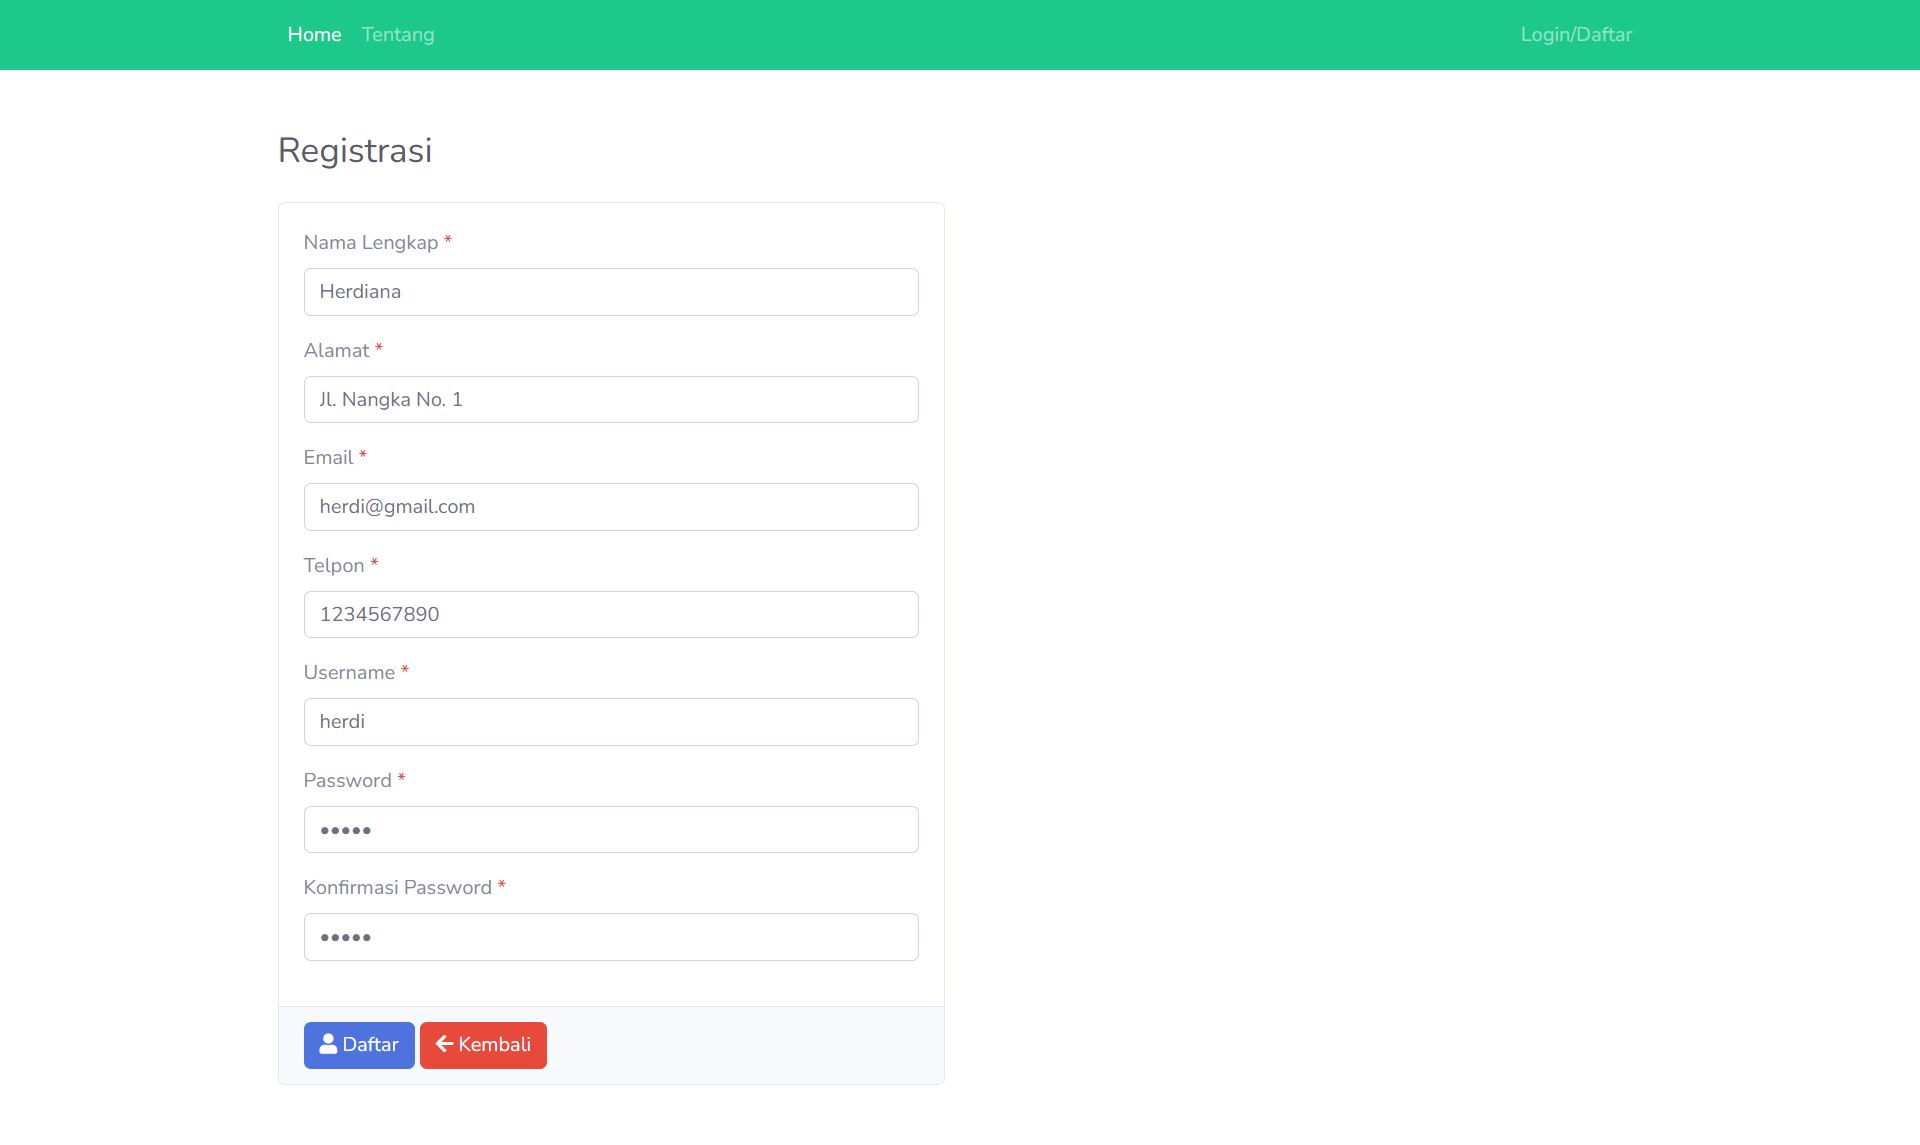 Home Tentang Login/Daftar
Registrasi
Nama Lengkap *
Herdiana
Alamat *
Jl. Nangka No. 1
Email *
herdi@gmail.com
Telpon *
1234567890
Username *
herdi
Password *
•••••
Konfirmasi Password *
•••••
Daftar Kembali